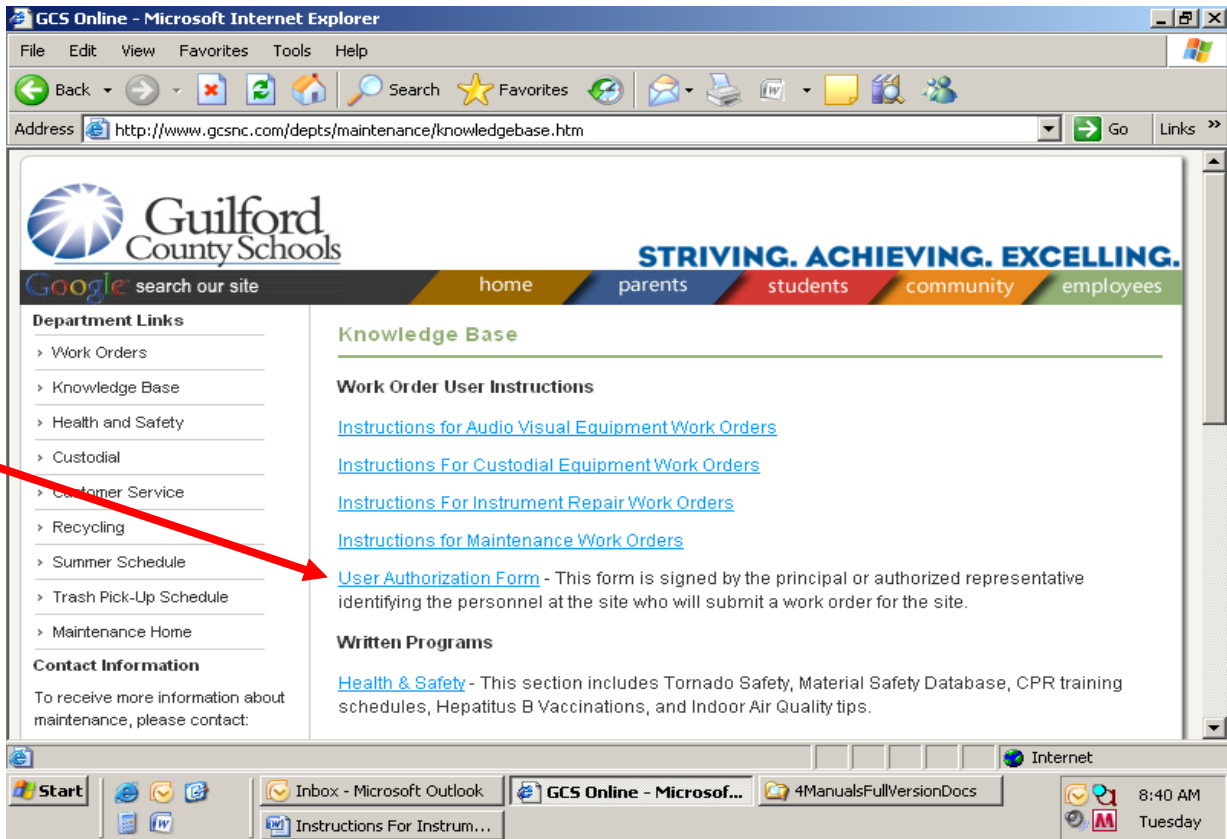 GCS Online - Microsoft Internet Explorer
File Edit View Favorites Tools Help
Back Search Favorites
Address http://www.gcsnc.com/depts/maintenance/knowledgebase.htm Go Links »
Guilford
County Schools
STRIVING. ACHIEVING. EXCELLING.
Google search our site home parents students community employees
Department Links
› Work Orders
› Knowledge Base
› Health and Safety
› Custodial
› Customer Service
› Recycling
› Summer Schedule
› Trash Pick-Up Schedule
› Maintenance Home
Contact Information
To receive more information about
maintenance, please contact:
Knowledge Base
Work Order User Instructions
Instructions for Audio Visual Equipment Work Orders
Instructions For Custodial Equipment Work Orders
Instructions For Instrument Repair Work Orders
Instructions for Maintenance Work Orders
User Authorization Form - This form is signed by the principal or authorized representative
identifying the personnel at the site who will submit a work order for the site.
Written Programs
Health & Safety - This section includes Tornado Safety, Material Safety Database, CPR training
schedules, Hepatitus B Vaccinations, and Indoor Air Quality tips.
Internet
Start Inbox - Microsoft Outlook GCS Online - Microsof... 4ManualsFullVersionDocs 8:40 AM
Instructions For Instrum... Tuesday